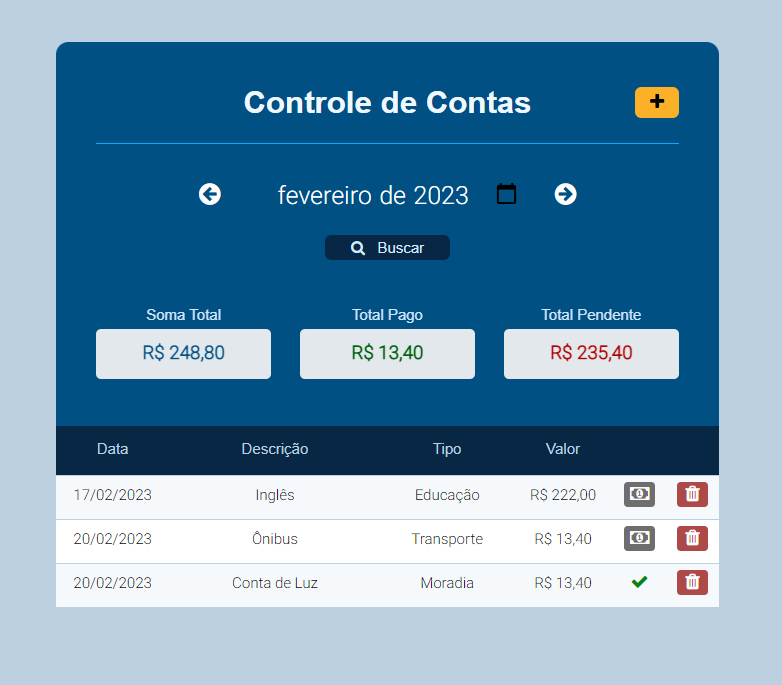 Controle de Contas
fevereiro de 2023
Buscar
Soma Total Total Pago Total Pendente
R$ 248,80 R$ 13,40 R$ 235,40
Data Descrição Tipo Valor
17/02/2023 Inglês Educação R$ 222,00
20/02/2023 Ônibus Transporte R$ 13,40
20/02/2023 Conta de Luz Moradia R$ 13,40